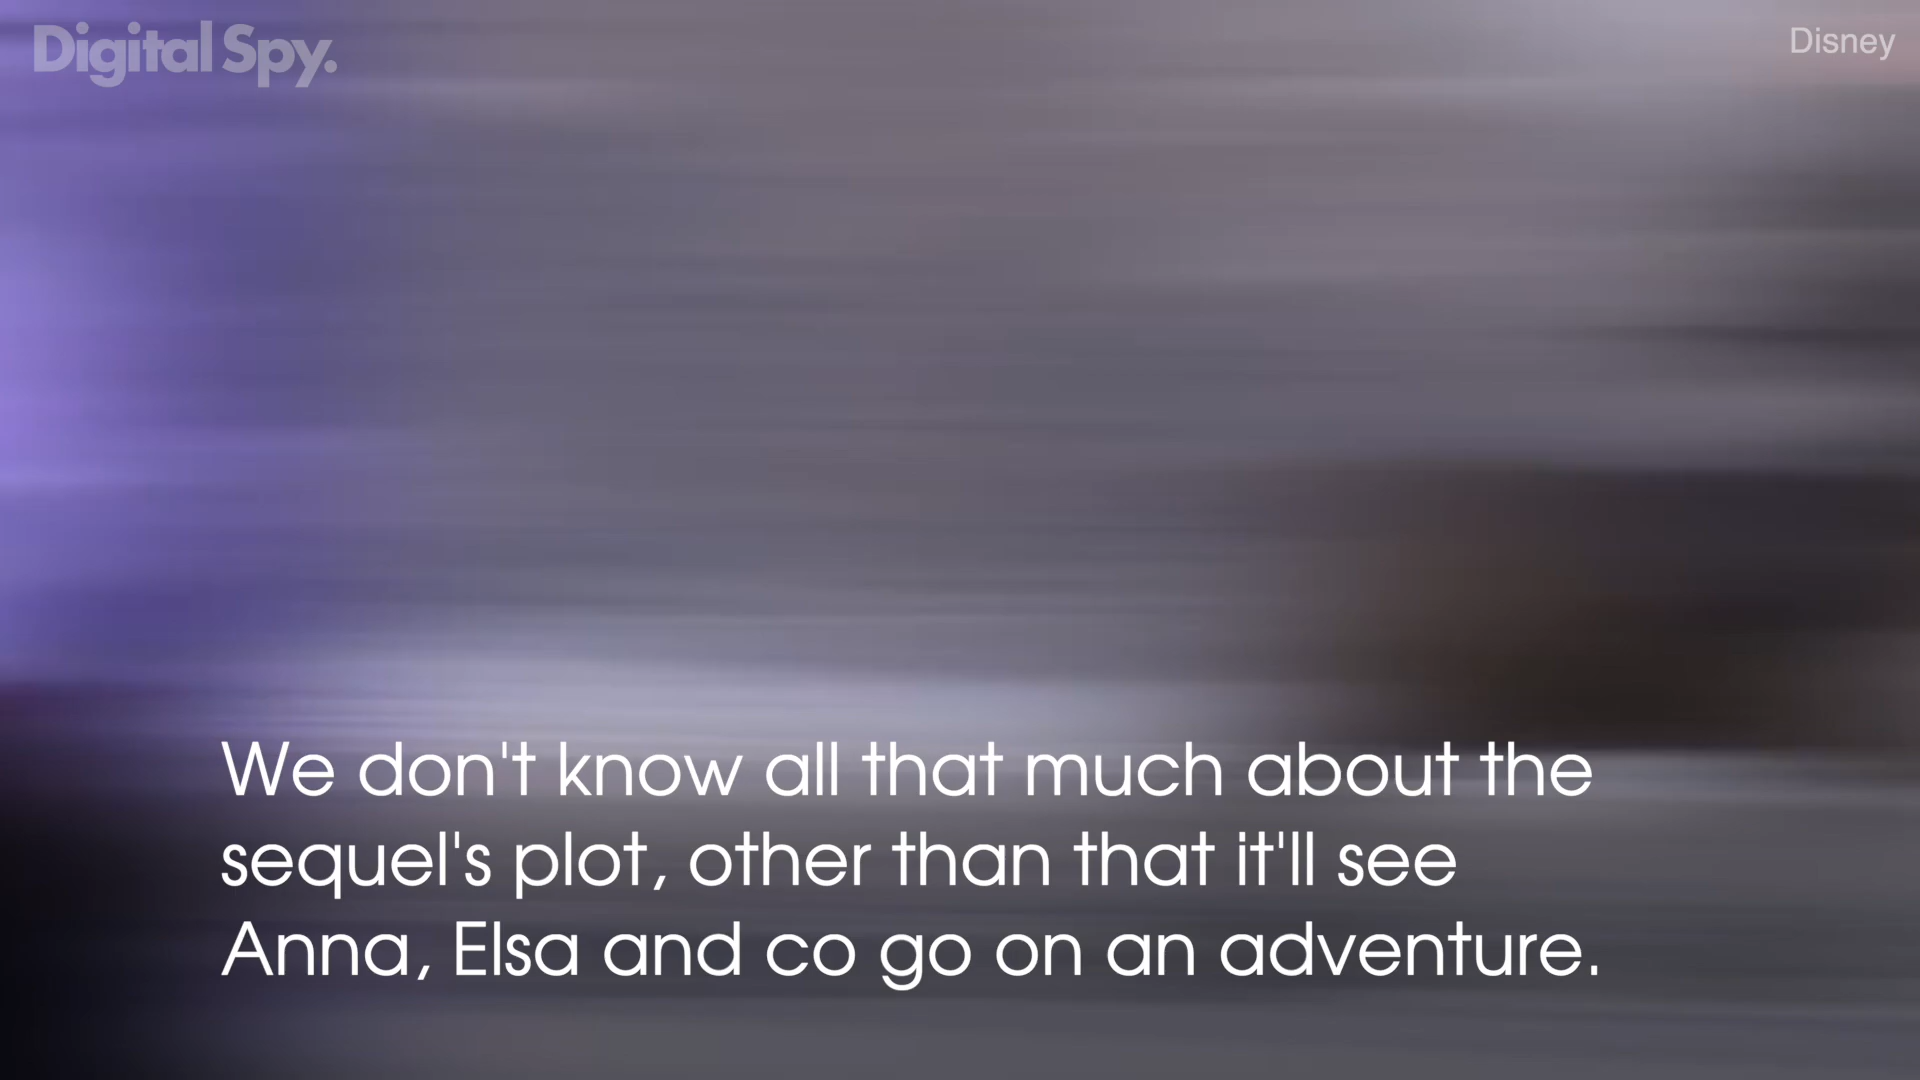 Digital Spy.
Disney
We don't know all that much about the
sequel's plot, other than that it'll see
Anna, Elsa and co go on an adventure.